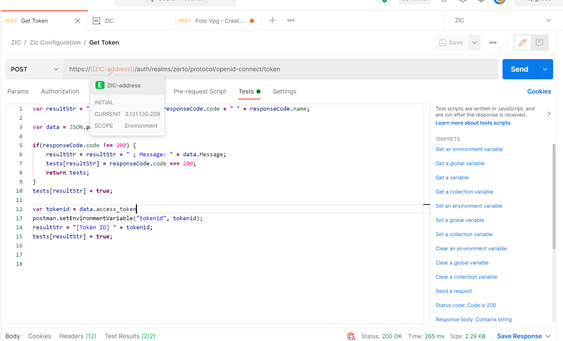 POST Get Token
ZIC
POST Post Vpg - Creat...
ZIC
ZIC / Zic Configuration / Get Token
Save
POST
https://{{ZIC-address}}/auth/realms/zerto/protocol/openid-connect/token
Send
Params
Authorization
Pre-request Script
Tests
Settings
Cookies
E ZIC-address
INITIAL
CURRENT 3.131.130.209
SCOPE Environment
1 var resultStr = "
responseCode.code + " " + responseCode.name;
2
3 var data = JSON.p
4
5 if(responseCode.code !== 200) {
6 resultStr = resultStr + " ; Message: " + data.Message;
7 tests[resultStr] = responseCode.code === 200;
8 return tests;
9 }
10 tests[resultStr] = true;
11
12 var tokenid = data.access_token
13 postman.setEnvironmentVariable("tokenid", tokenid);
14 resultStr = "[Token ID] " + tokenid;
15 tests[resultStr] = true;
16
17
18
Test scripts are written in JavaScript, and
are run after the response is received.
Learn more about tests scripts
SNIPPETS
Get an environment variable
Get a global variable
Get a variable
Get a collection variable
Set an environment variable
Set a global variable
Set a collection variable
Clear an environment variable
Clear a global variable
Clear a collection variable
Send a request
Status code: Code is 200
Response body: Contains string
Body
Cookies
Headers (12)
Test Results (2/2)
Status: 200 OK
Time: 265 ms
Size: 2.29 KB
Save Response